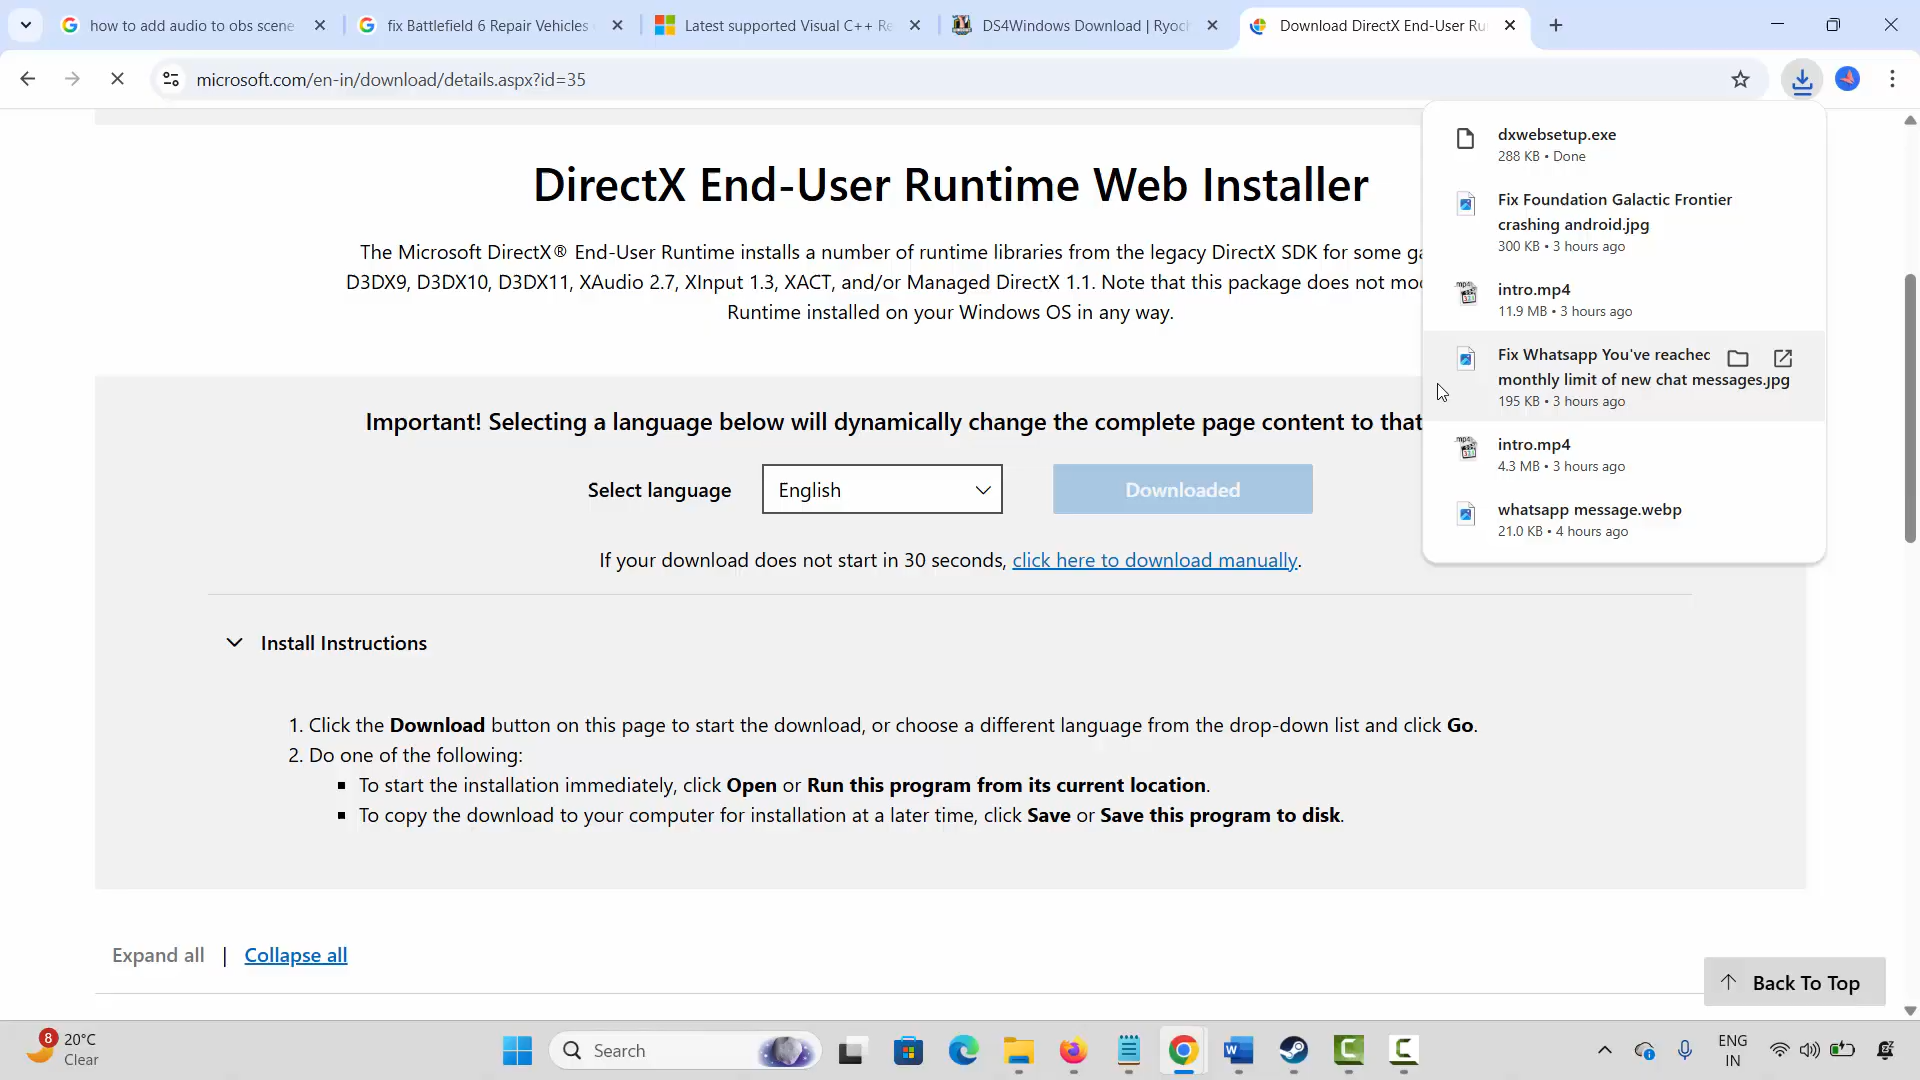 how to add audio to obs scene
fix Battlefield 6 Repair Vehicles
Latest supported Visual C++ Re
DS4Windows Download | Ryoch
Download DirectX End-User Ru
microsoft.com/en-in/download/details.aspx?id=35
DirectX End-User Runtime Web Installer
The Microsoft DirectX® End-User Runtime installs a number of runtime libraries from the legacy DirectX SDK for some ga
D3DX9, D3DX10, D3DX11, XAudio 2.7, XInput 1.3, XACT, and/or Managed DirectX 1.1. Note that this package does not mod
Runtime installed on your Windows OS in any way.
Important! Selecting a language below will dynamically change the complete page content to that
Select language
English
Downloaded
If your download does not start in 30 seconds, click here to download manually.
Install Instructions
1. Click the Download button on this page to start the download, or choose a different language from the drop-down list and click Go.
2. Do one of the following:
To start the installation immediately, click Open or Run this program from its current location.
To copy the download to your computer for installation at a later time, click Save or Save this program to disk.
Expand all | Collapse all
Back To Top
dxwebsetup.exe
288 KB • Done
Fix Foundation Galactic Frontier
crashing android.jpg
300 KB • 3 hours ago
intro.mp4
11.9 MB • 3 hours ago
Fix Whatsapp You've reached
monthly limit of new chat messages.jpg
195 KB • 3 hours ago
intro.mp4
4.3 MB • 3 hours ago
whatsapp message.webp
21.0 KB • 4 hours ago
8
20°C
Clear
Search
ENG
IN